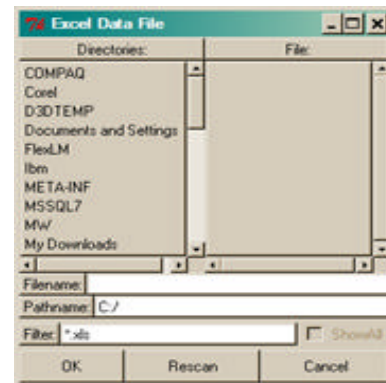 Excel Data File
Directories: File:
COMPAQ
Corel
D3DTEMP
Documents and Settings
FlexLM
Ibm
META-INF
MSSQL7
MW
My Downloads
Filename:
Pathname: C:/
Filter: *.xls ShowAll
OK Rescan Cancel